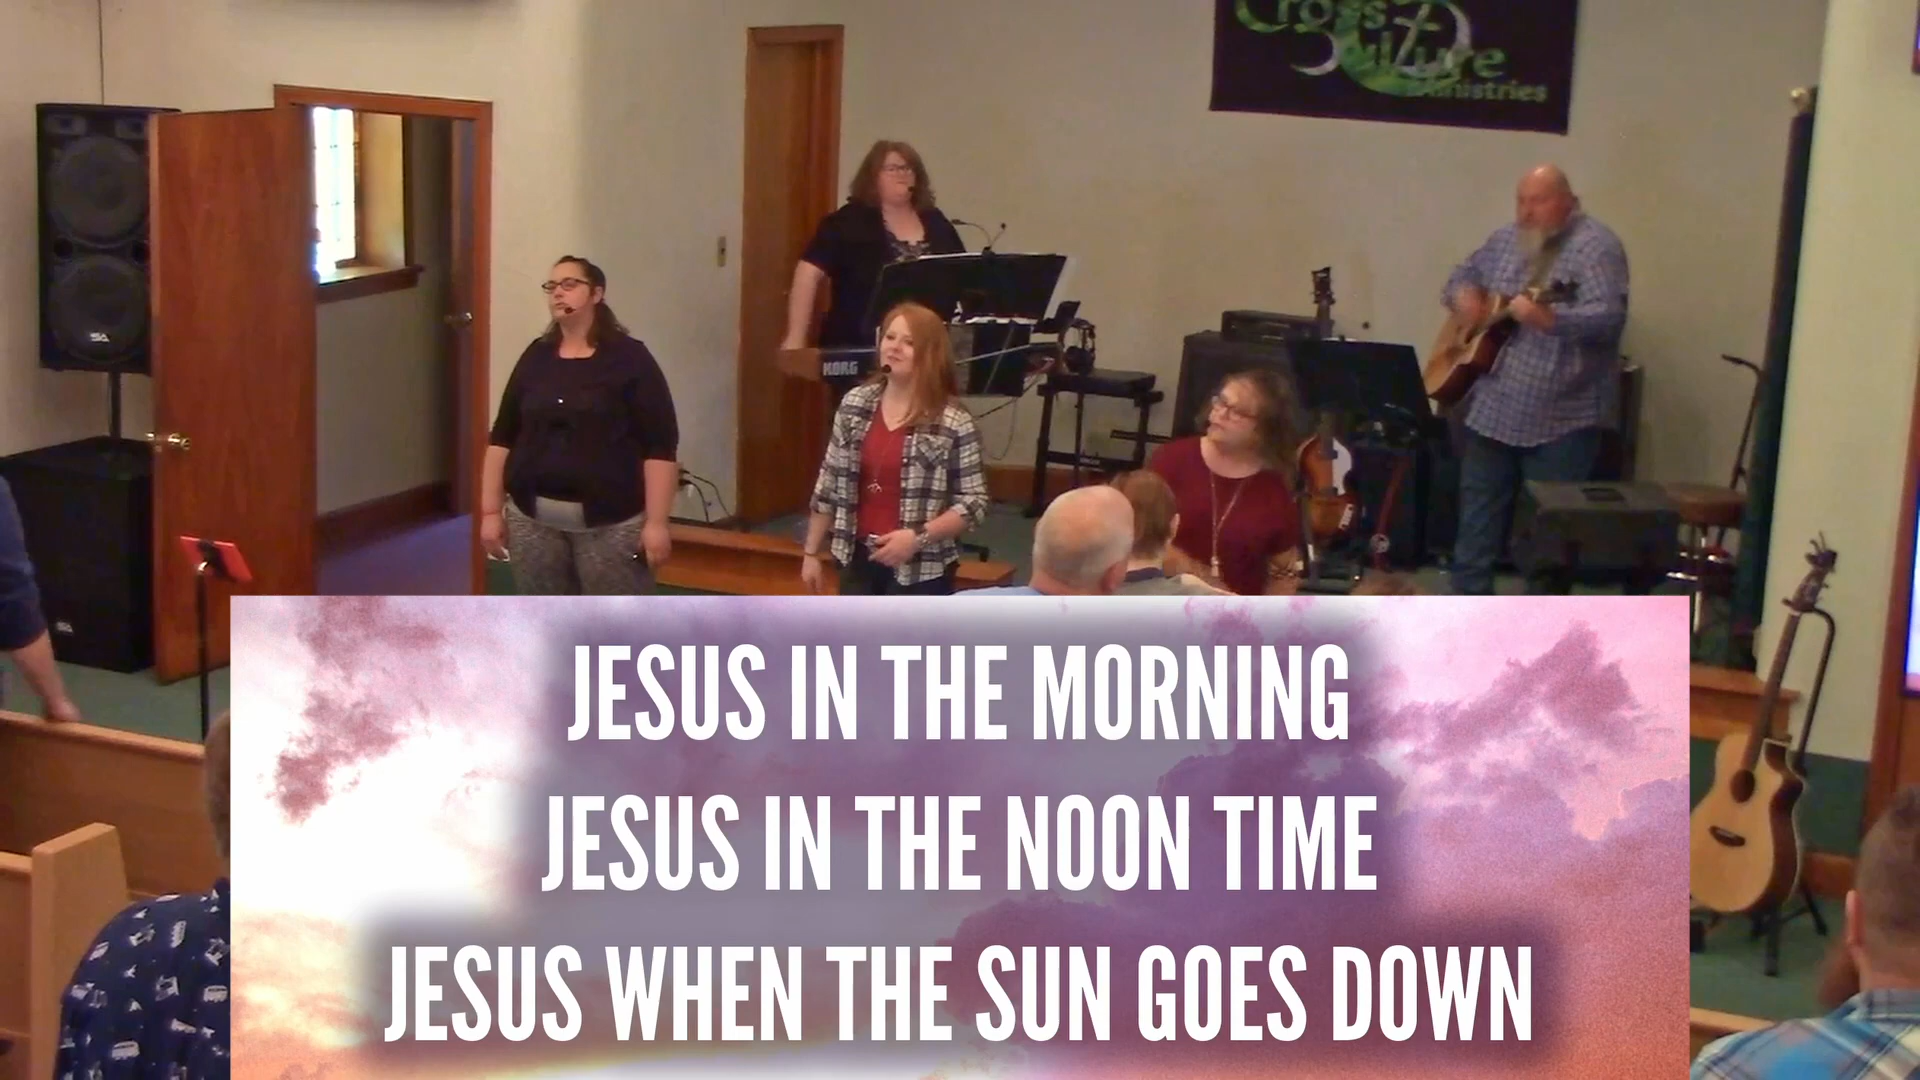 Cross
Culture
Ministries
KORG
JESUS IN THE MORNING
JESUS IN THE NOON TIME
JESUS WHEN THE SUN GOES DOWN